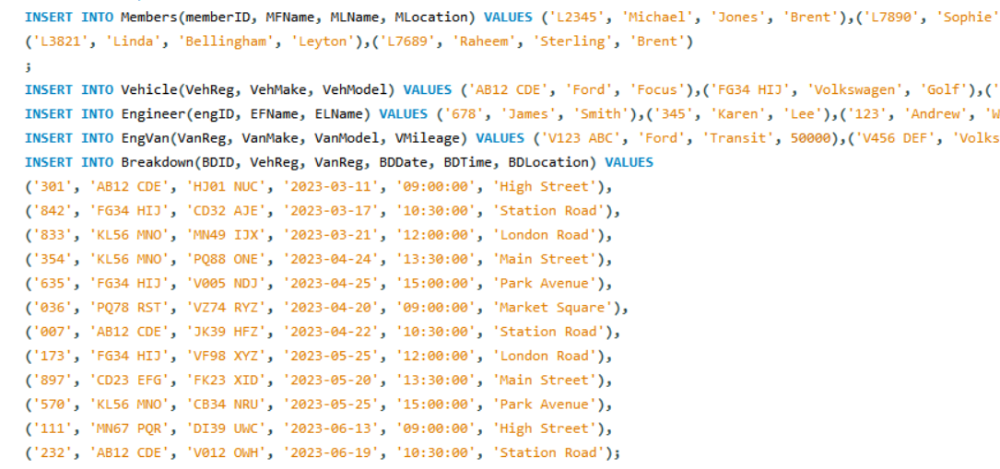 INSERT INTO Members(memberID, MFName, MLName, MLocation) VALUES ('L2345', 'Michael', 'Jones', 'Brent'),('L7890', 'Sophie'
('L3821', 'Linda', 'Bellingham', 'Leyton'),('L7689', 'Raheem', 'Sterling', 'Brent')
;
INSERT INTO Vehicle(VehReg, VehMake, VehModel) VALUES ('AB12 CDE', 'Ford', 'Focus'),('FG34 HIJ', 'Volkswagen', 'Golf'),('
INSERT INTO Engineer(engID, EFName, ELName) VALUES ('678', 'James', 'Smith'),('345', 'Karen', 'Lee'),('123', 'Andrew', 'W
INSERT INTO EngVan(VanReg, VanMake, VanModel, VMileage) VALUES ('V123 ABC', 'Ford', 'Transit', 50000),('V456 DEF', 'Volks
INSERT INTO Breakdown(BDID, VehReg, VanReg, BDDate, BDTime, BDLocation) VALUES
('301', 'AB12 CDE', 'HJ01 NUC', '2023-03-11', '09:00:00', 'High Street'),
('842', 'FG34 HIJ', 'CD32 AJE', '2023-03-17', '10:30:00', 'Station Road'),
('833', 'KL56 MNO', 'MN49 IJX', '2023-03-21', '12:00:00', 'London Road'),
('354', 'KL56 MNO', 'PQ88 ONE', '2023-04-24', '13:30:00', 'Main Street'),
('635', 'FG34 HIJ', 'V005 NDJ', '2023-04-25', '15:00:00', 'Park Avenue'),
('036', 'PQ78 RST', 'VZ74 RYZ', '2023-04-20', '09:00:00', 'Market Square'),
('007', 'AB12 CDE', 'JK39 HFZ', '2023-04-22', '10:30:00', 'Station Road'),
('173', 'FG34 HIJ', 'VF98 XYZ', '2023-05-25', '12:00:00', 'London Road'),
('897', 'CD23 EFG', 'FK23 XID', '2023-05-20', '13:30:00', 'Main Street'),
('570', 'KL56 MNO', 'CB34 NRU', '2023-05-25', '15:00:00', 'Park Avenue'),
('111', 'MN67 PQR', 'DI39 UWC', '2023-06-13', '09:00:00', 'High Street'),
('232', 'AB12 CDE', 'V012 OWH', '2023-06-19', '10:30:00', 'Station Road');